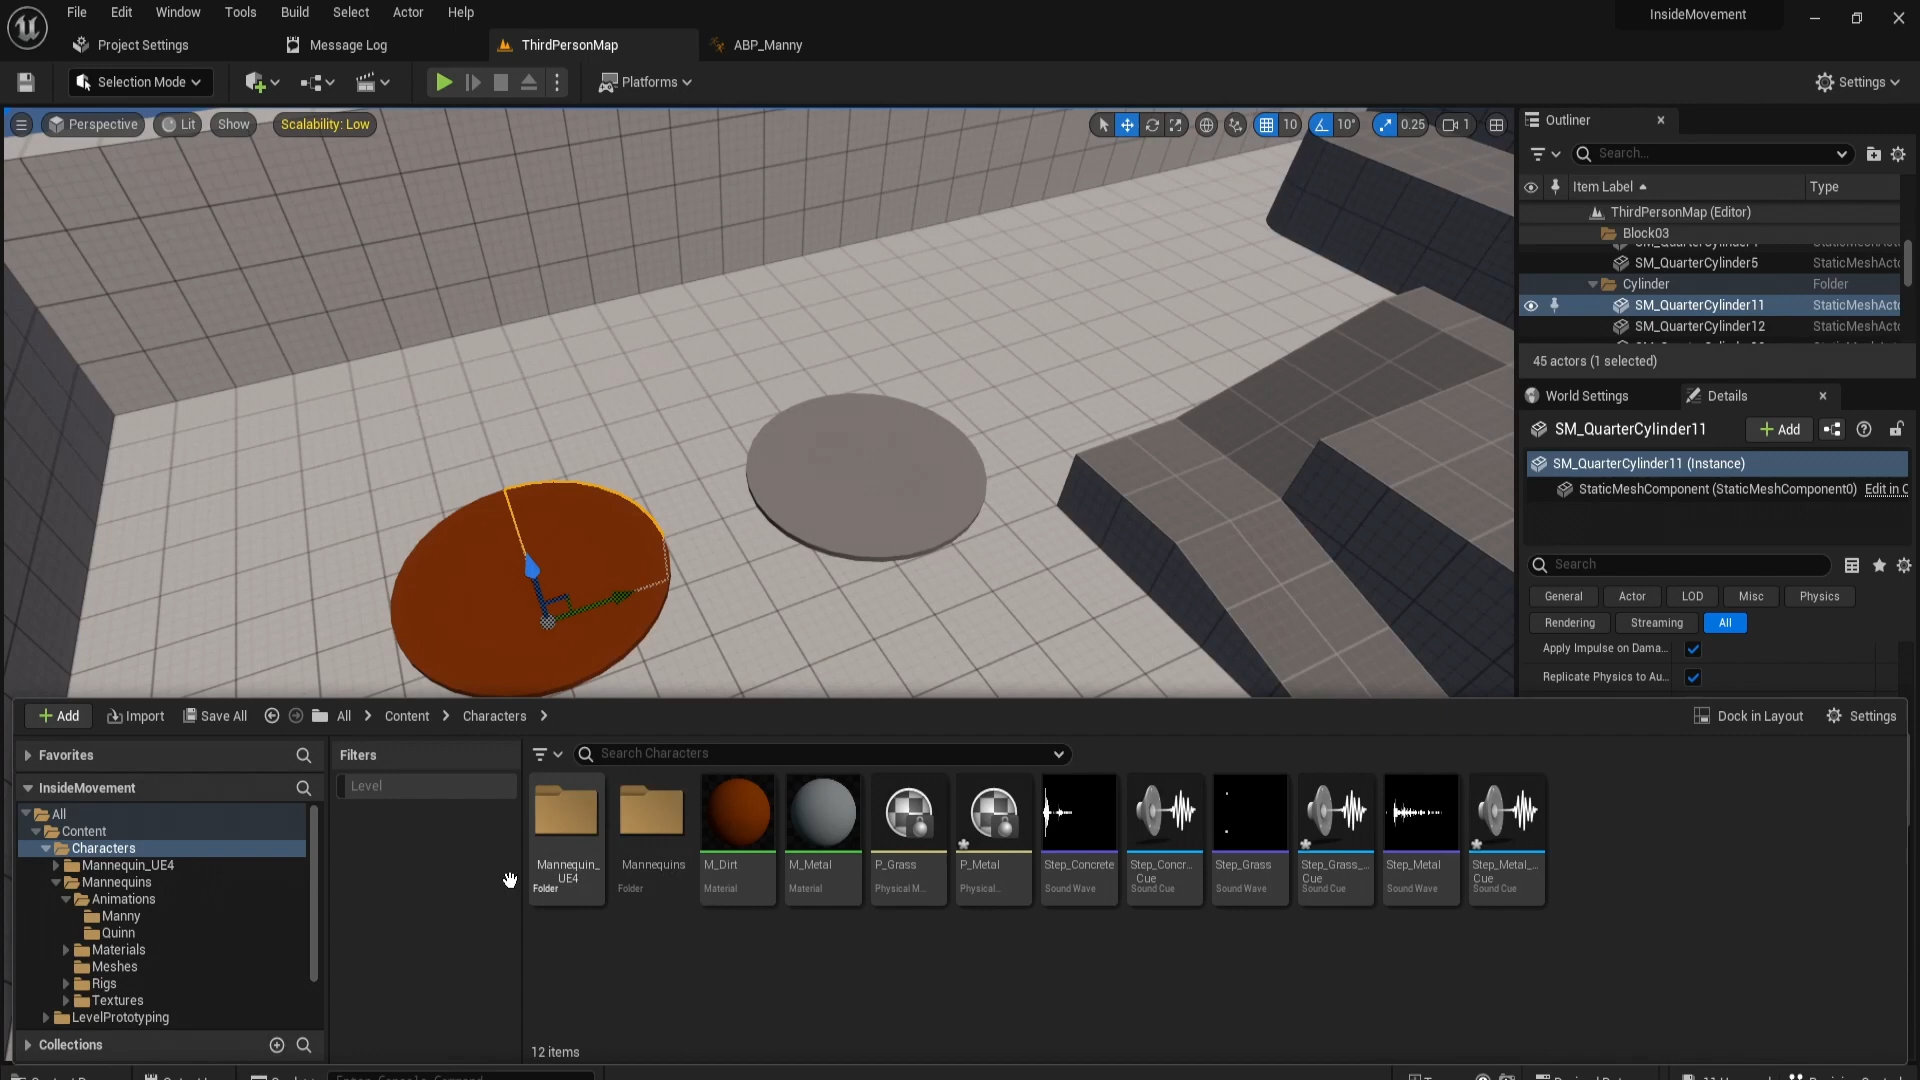 File Edit Window Tools Build Select Actor Help
InsideMovement
Project Settings Message Log ThirdPersonMap ABP_Manny
Selection Mode Platforms Settings
Perspective Lit Show Scalability: Low 10 10° 0.25 1
Outliner
Search...
Item Label Type
ThirdPersonMap (Editor)
Block03
SM_QuarterCylinder5 StaticMeshActo
Cylinder Folder
SM_QuarterCylinder11 StaticMeshActo
SM_QuarterCylinder12 StaticMeshActo
45 actors (1 selected)
World Settings Details
SM_QuarterCylinder11 Add
SM_QuarterCylinder11 (Instance)
StaticMeshComponent (StaticMeshComponent0) Edit in C
Search
General Actor LOD Misc Physics
Rendering Streaming All
Apply Impulse on Dama...
Replicate Physics to Au...
Add Import Save All All Content Characters Dock in Layout Settings
Favorites
Filters
Search Characters
InsideMovement
Level
All
Content
Characters
Mannequin_UE4
Mannequins
Animations
Manny
Quinn
Materials
Meshes
Rigs
Textures
LevelPrototyping
Collections
Mannequin_
UE4
Folder
Mannequins
Folder
M_Dirt
Material
M_Metal
Material
P_Grass
Physical M...
P_Metal
Physical...
Step_Concrete
Sound Wave
Step_Concr...
Cue
Sound Cue
Step_Grass
Sound Wave
Step_Grass_...
Cue
Sound Cue
Step_Metal
Sound Wave
Step_Metal_...
Cue
Sound Cue
12 items